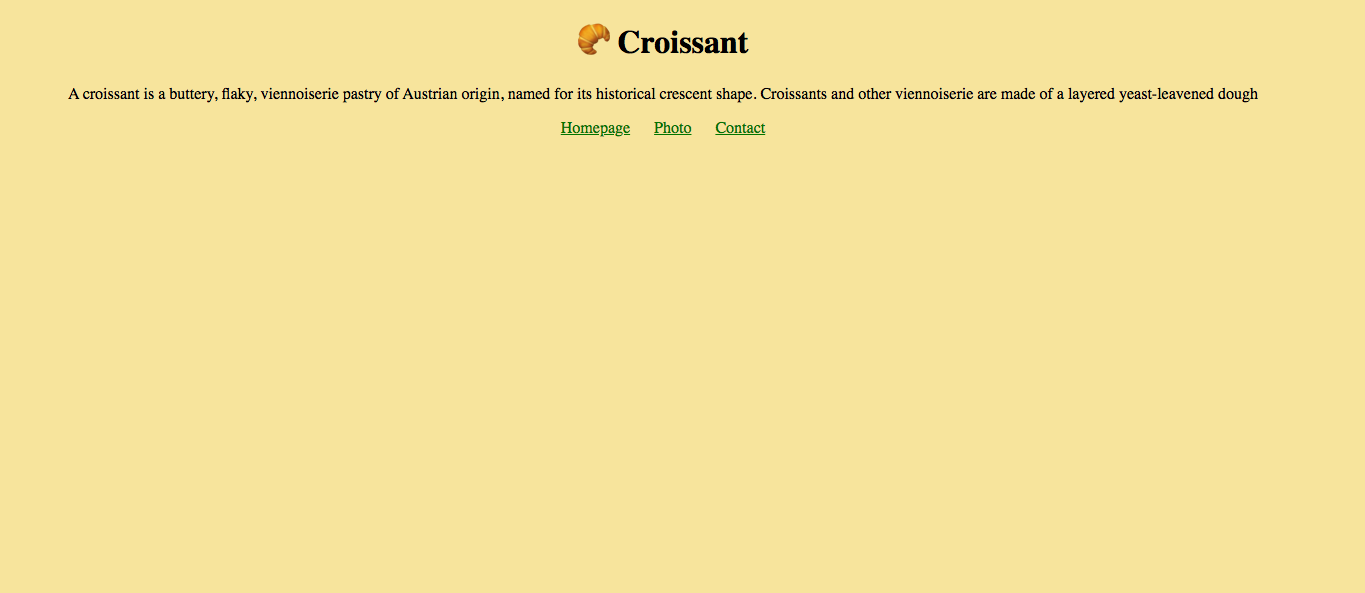 🥐 Croissant
A croissant is a buttery, flaky, viennoiserie pastry of Austrian origin, named for its historical crescent shape. Croissants and other viennoiserie are made of a layered yeast-leavened dough
Homepage Photo Contact